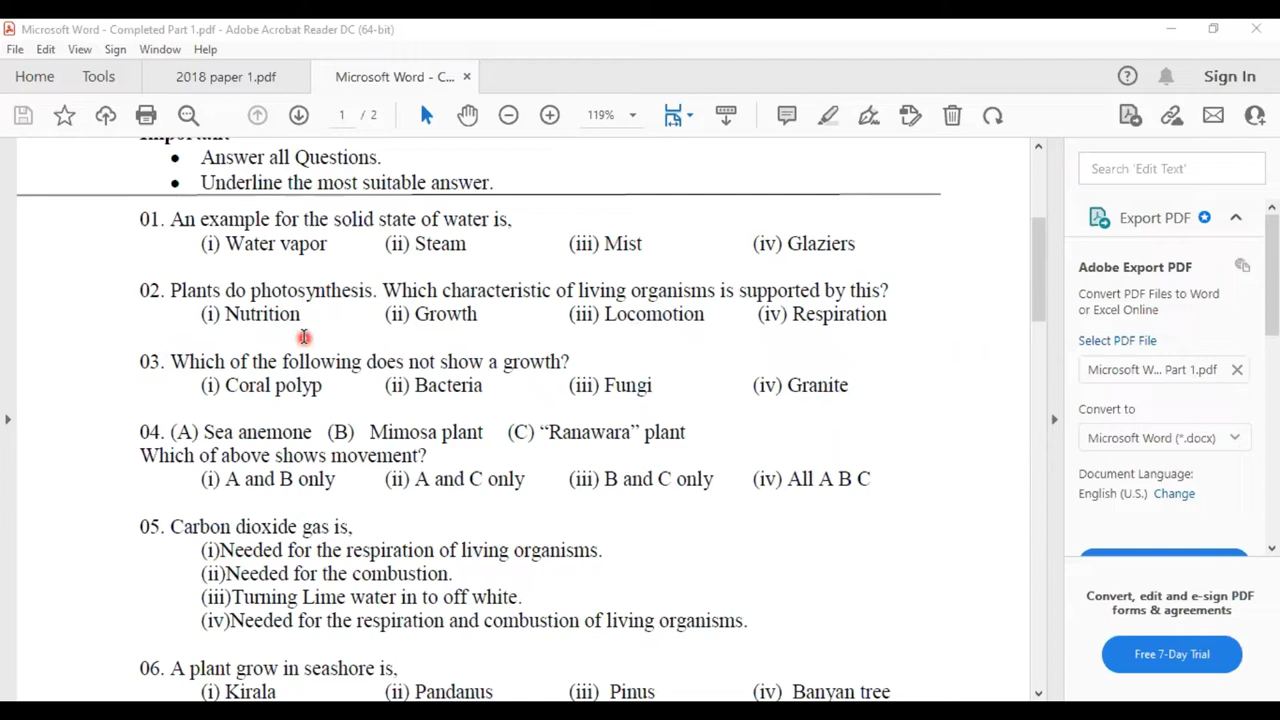 Microsoft Word - Completed Part 1.pdf - Adobe Acrobat Reader DC (64-bit)
File Edit View Sign Window Help
Home Tools 2018 paper 1.pdf Microsoft Word - C... × Sign In
1 / 2 119%
Important
• Answer all Questions.
• Underline the most suitable answer.
01. An example for the solid state of water is,
(i) Water vapor (ii) Steam (iii) Mist (iv) Glaziers
02. Plants do photosynthesis. Which characteristic of living organisms is supported by this?
(i) Nutrition (ii) Growth (iii) Locomotion (iv) Respiration
03. Which of the following does not show a growth?
(i) Coral polyp (ii) Bacteria (iii) Fungi (iv) Granite
04. (A) Sea anemone (B) Mimosa plant (C) “Ranawara” plant
Which of above shows movement?
(i) A and B only (ii) A and C only (iii) B and C only (iv) All A B C
05. Carbon dioxide gas is,
(i)Needed for the respiration of living organisms.
(ii)Needed for the combustion.
(iii)Turning Lime water in to off white.
(iv)Needed for the respiration and combustion of living organisms.
06. A plant grow in seashore is,
(i) Kirala (ii) Pandanus (iii) Pinus (iv) Banyan tree
Search 'Edit Text'
Export PDF
Adobe Export PDF
Convert PDF Files to Word
or Excel Online
Select PDF File
Microsoft W... Part 1.pdf ×
Convert to
Microsoft Word (*.docx)
Document Language:
English (U.S.) Change
Convert, edit and e-sign PDF
forms & agreements
Free 7-Day Trial